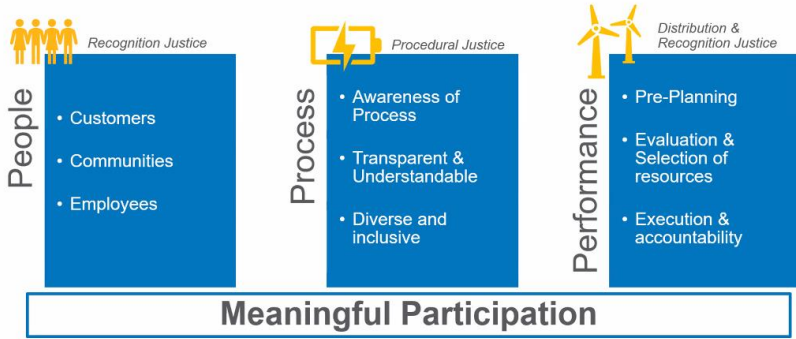 Recognition Justice
People
• Customers
• Communities
• Employees
Procedural Justice
Process
• Awareness of
Process
• Transparent &
Understandable
• Diverse and
inclusive
Distribution &
Recognition Justice
Performance
• Pre-Planning
• Evaluation &
Selection of
resources
• Execution &
accountability
Meaningful Participation